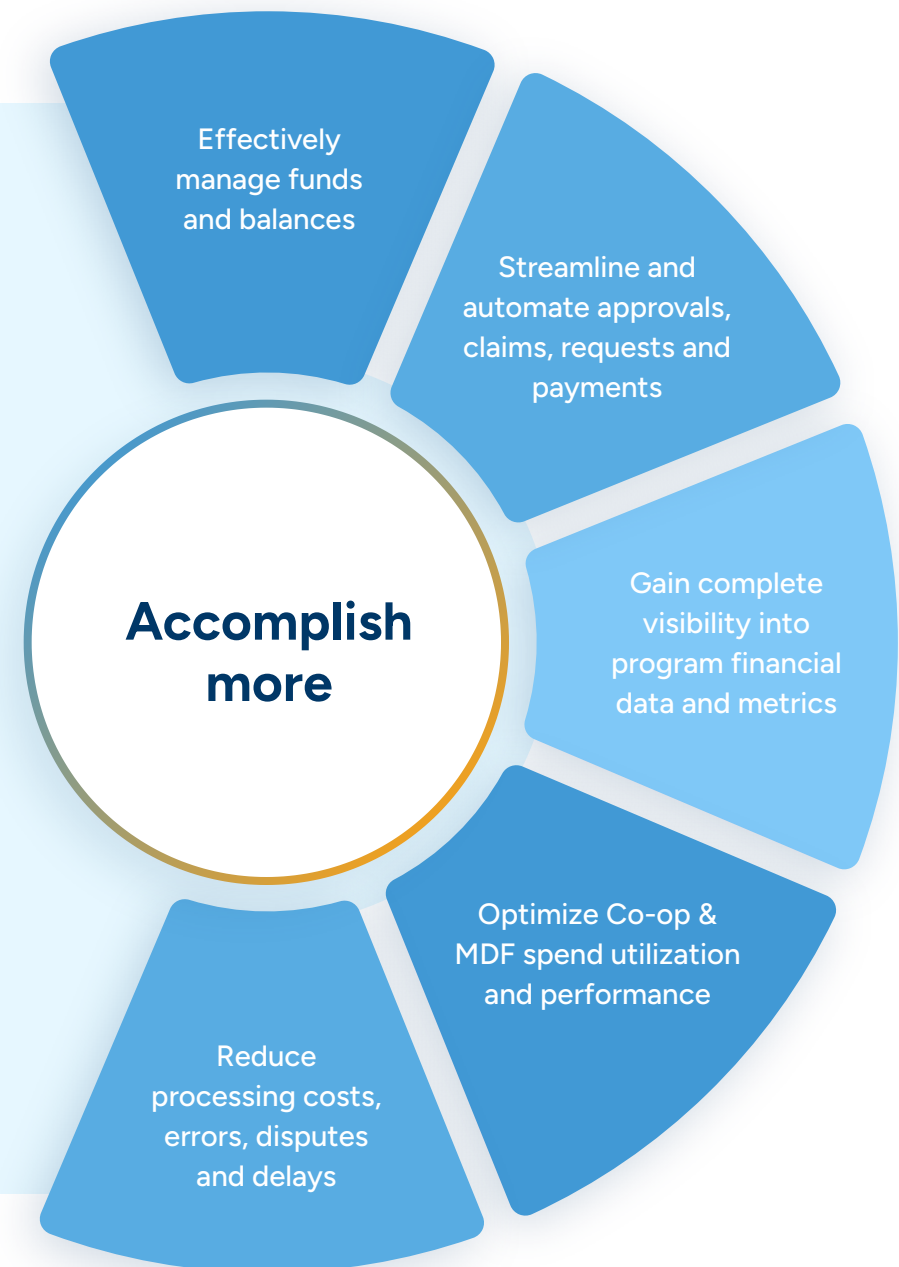 Effectively
manage funds
and balances
Streamline and
automate approvals,
claims, requests and
payments
Gain complete
visibility into
program financial
data and metrics
Accomplish
more
Optimize Co-op &
MDF spend utilization
and performance
Reduce
processing costs,
errors, disputes
and delays